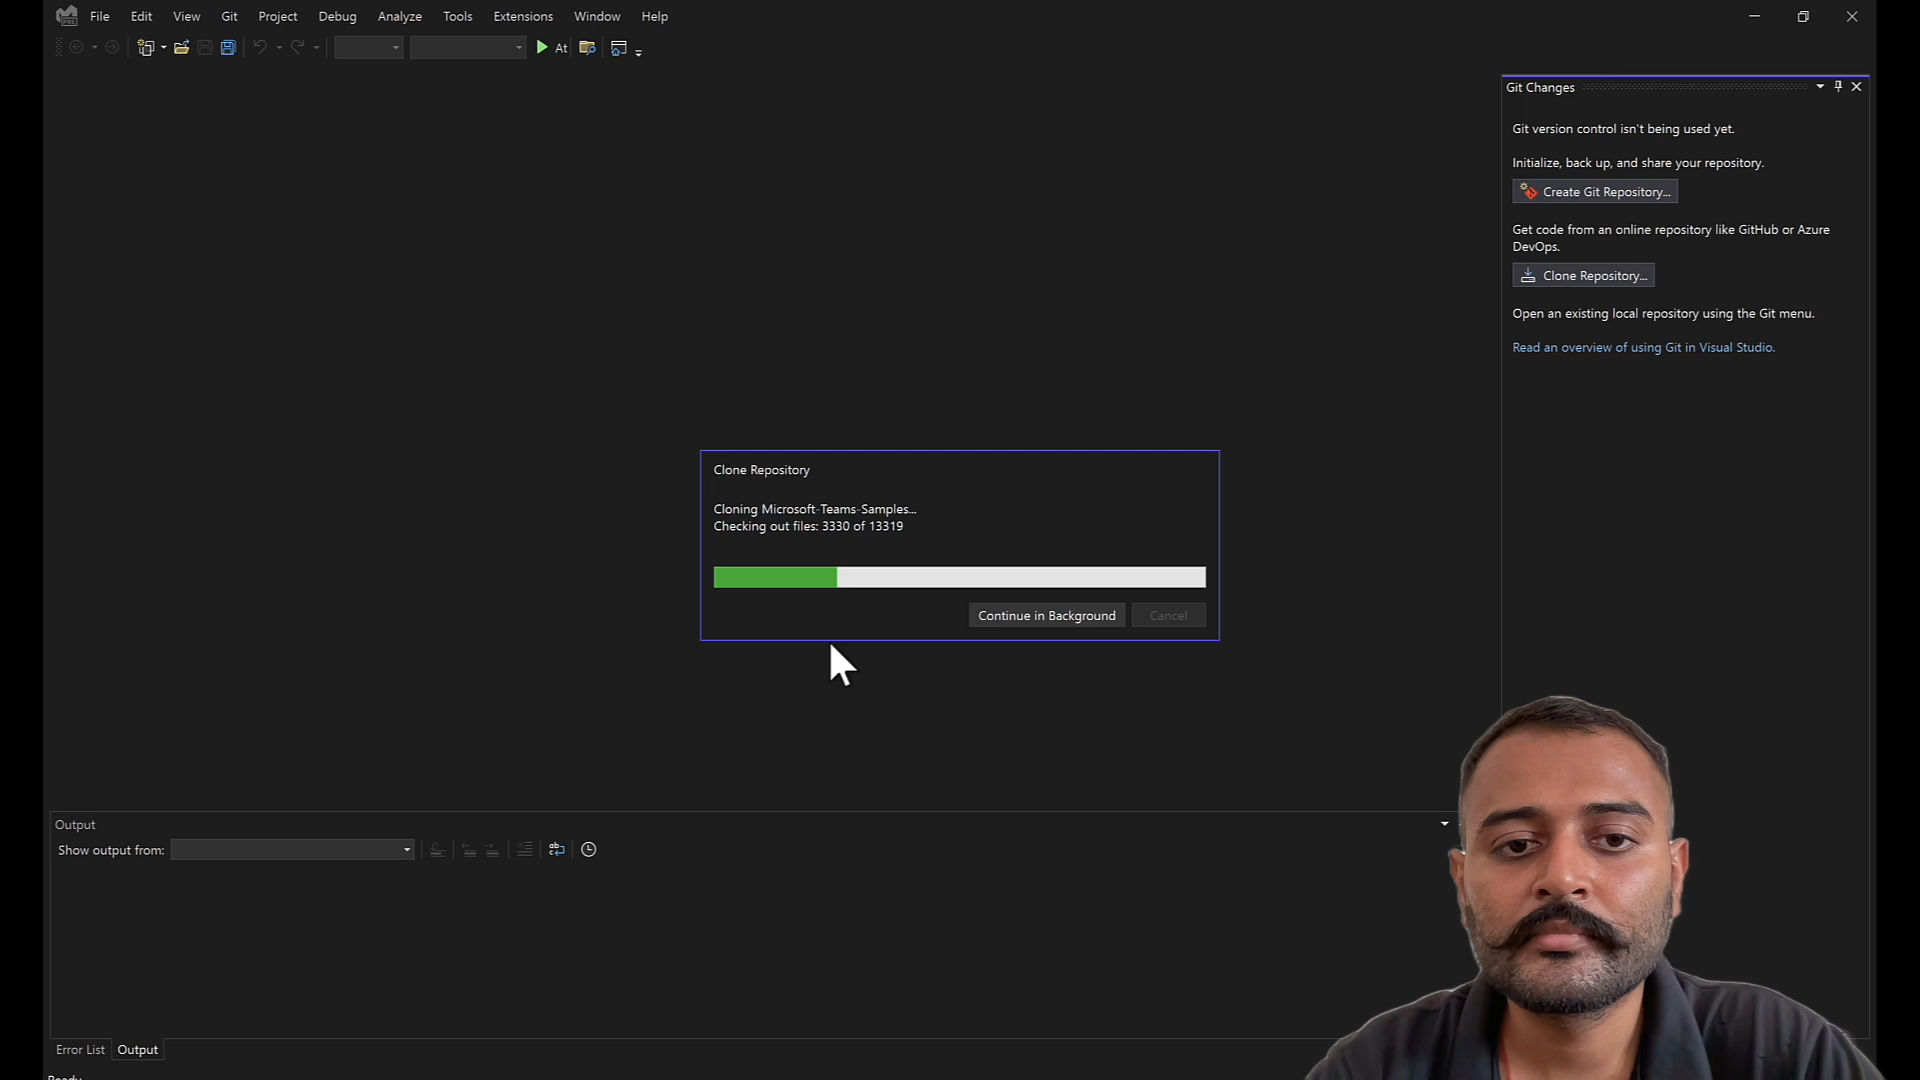 File Edit View Git Project Debug Analyze Tools Extensions Window Help
At
Git Changes
Git version control isn't being used yet.
Initialize, back up, and share your repository.
Create Git Repository...
Get code from an online repository like GitHub or Azure
DevOps.
Clone Repository...
Open an existing local repository using the Git menu.
Read an overview of using Git in Visual Studio.
Clone Repository
Cloning Microsoft-Teams-Samples...
Checking out files: 3330 of 13319
Continue in Background Cancel
Output
Show output from:
Error List Output
Ready